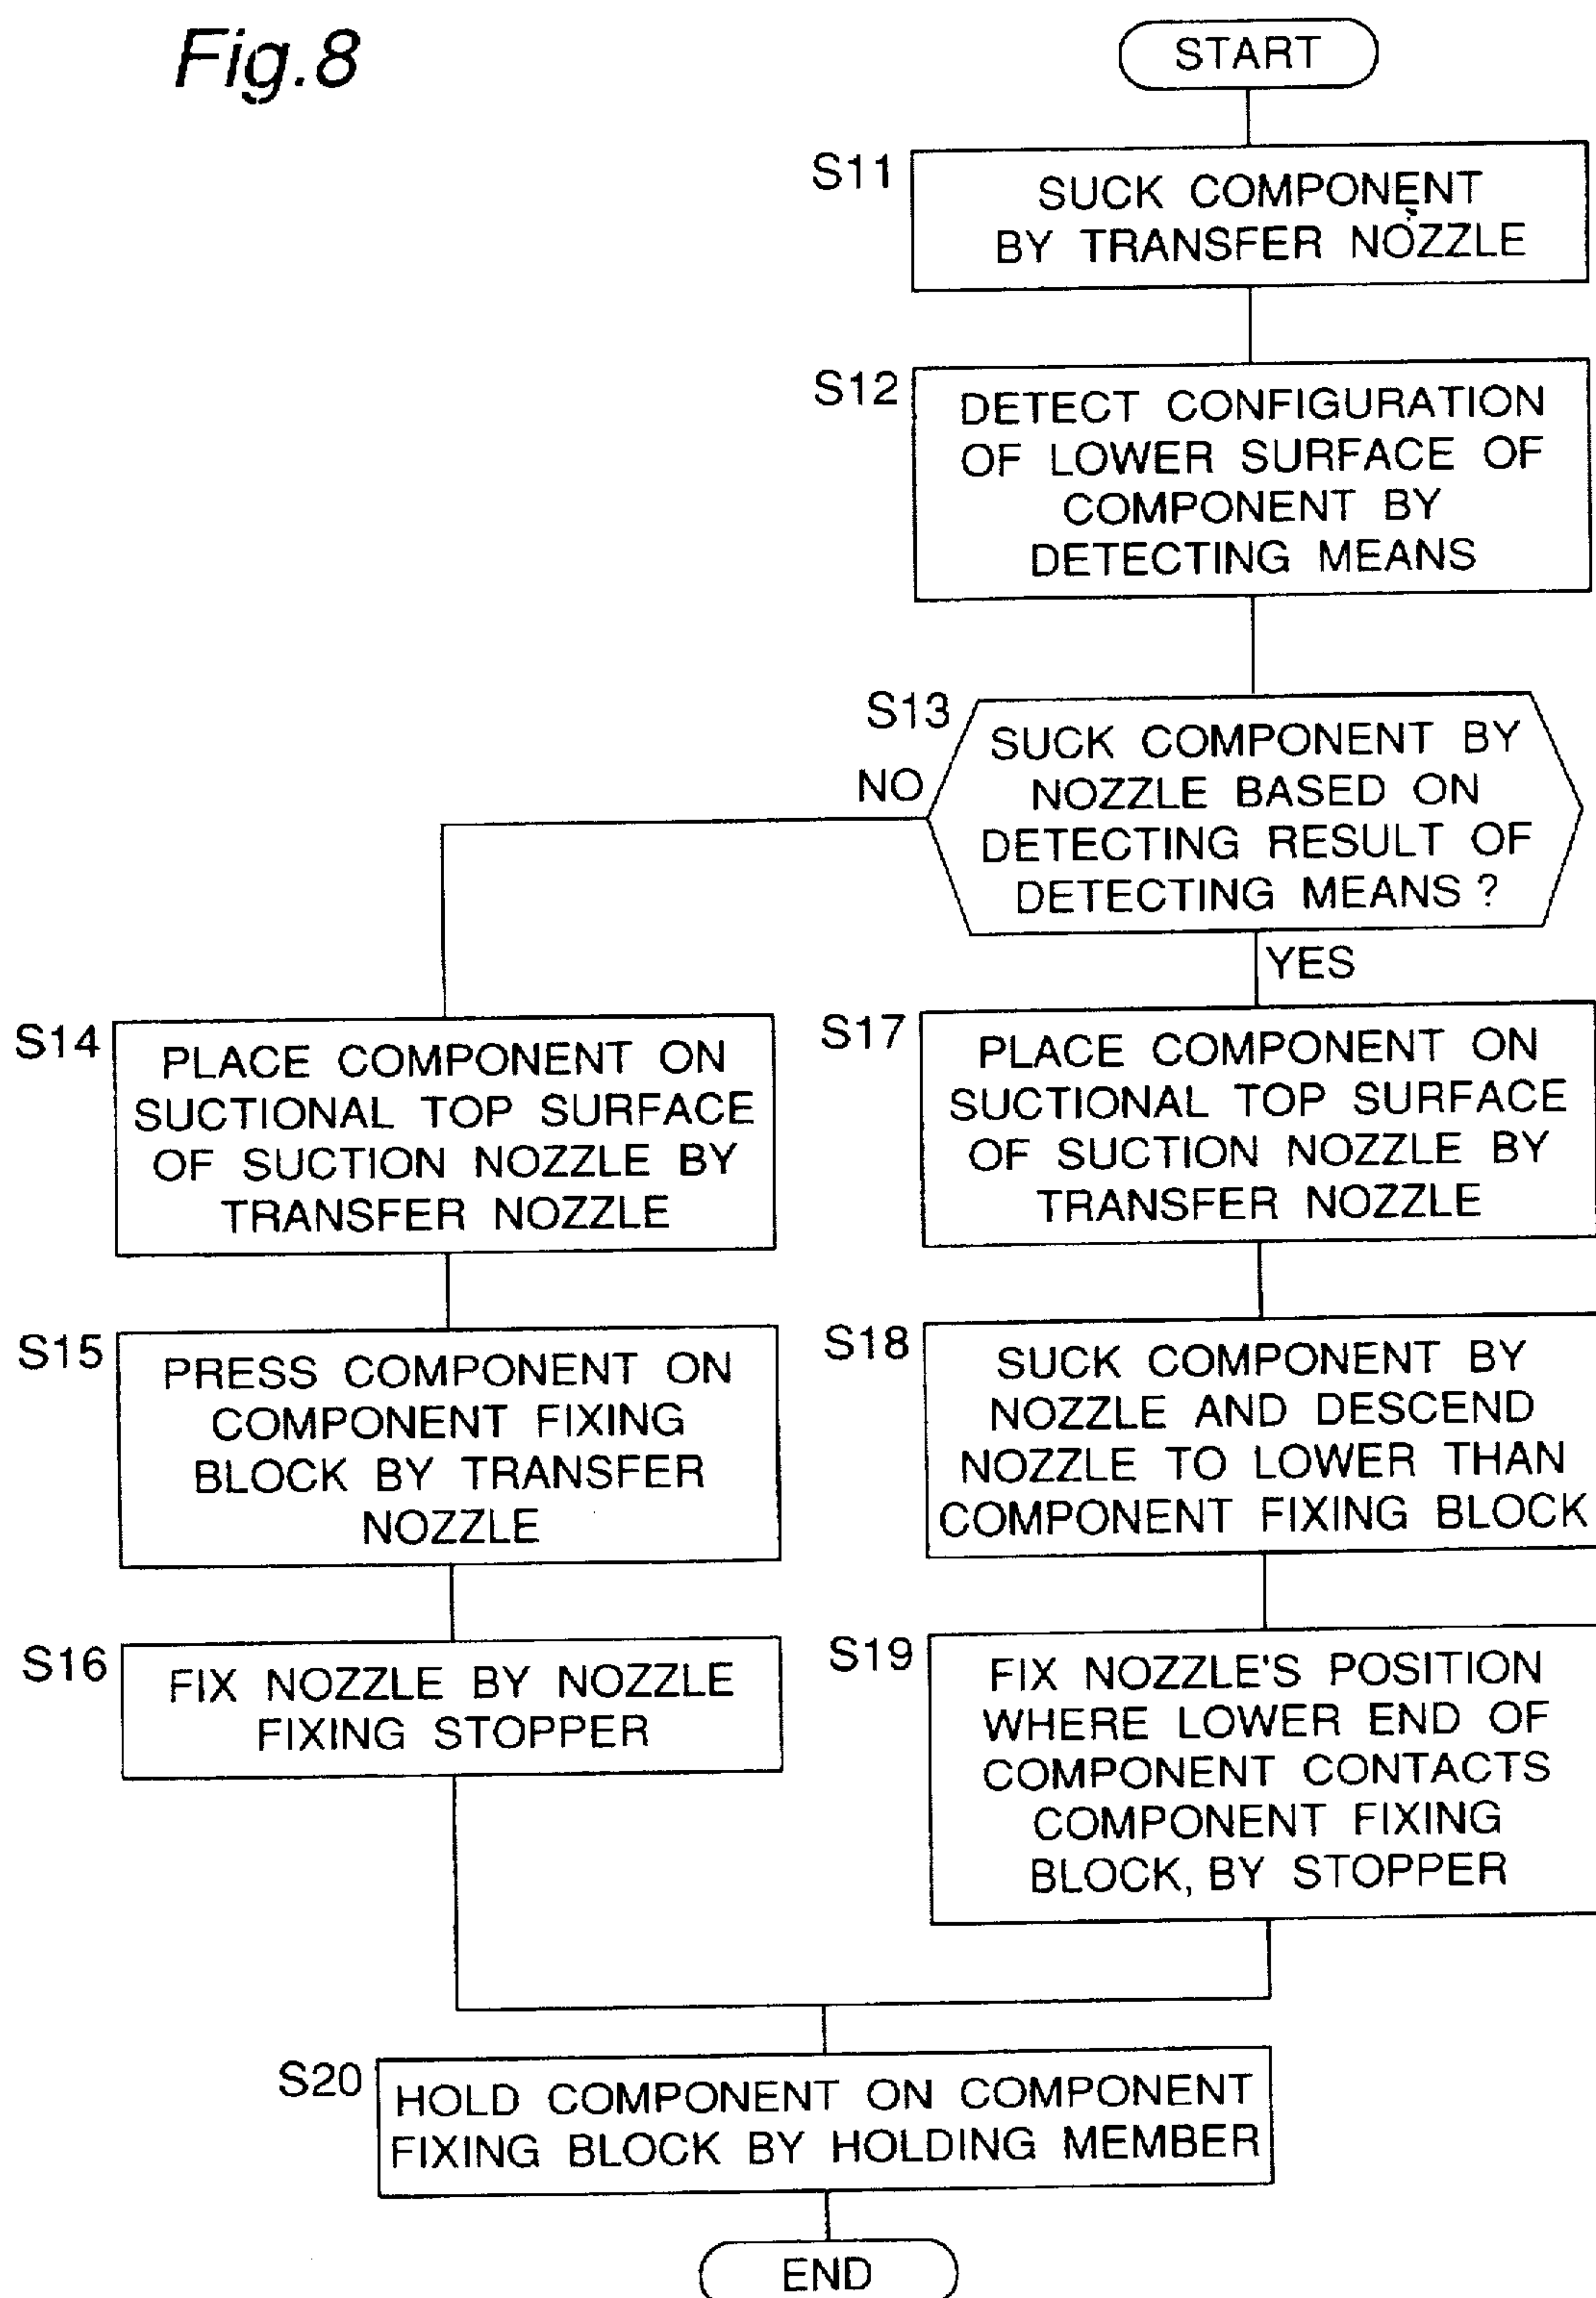 Fig.8
START
S11
SUCK COMPONENT
BY TRANSFER NOZZLE
S12
DETECT CONFIGURATION
OF LOWER SURFACE OF
COMPONENT BY
DETECTING MEANS
S13
SUCK COMPONENT BY
NOZZLE BASED ON
DETECTING RESULT OF
DETECTING MEANS ?
NO
YES
S14
PLACE COMPONENT ON
SUCTIONAL TOP SURFACE
OF SUCTION NOZZLE BY
TRANSFER NOZZLE
S15
PRESS COMPONENT ON
COMPONENT FIXING
BLOCK BY TRANSFER
NOZZLE
S16
FIX NOZZLE BY NOZZLE
FIXING STOPPER
S17
PLACE COMPONENT ON
SUCTIONAL TOP SURFACE
OF SUCTION NOZZLE BY
TRANSFER NOZZLE
S18
SUCK COMPONENT BY
NOZZLE AND DESCEND
NOZZLE TO LOWER THAN
COMPONENT FIXING BLOCK
S19
FIX NOZZLE'S POSITION
WHERE LOWER END OF
COMPONENT CONTACTS
COMPONENT FIXING
BLOCK, BY STOPPER
S20
HOLD COMPONENT ON COMPONENT
FIXING BLOCK BY HOLDING MEMBER
END